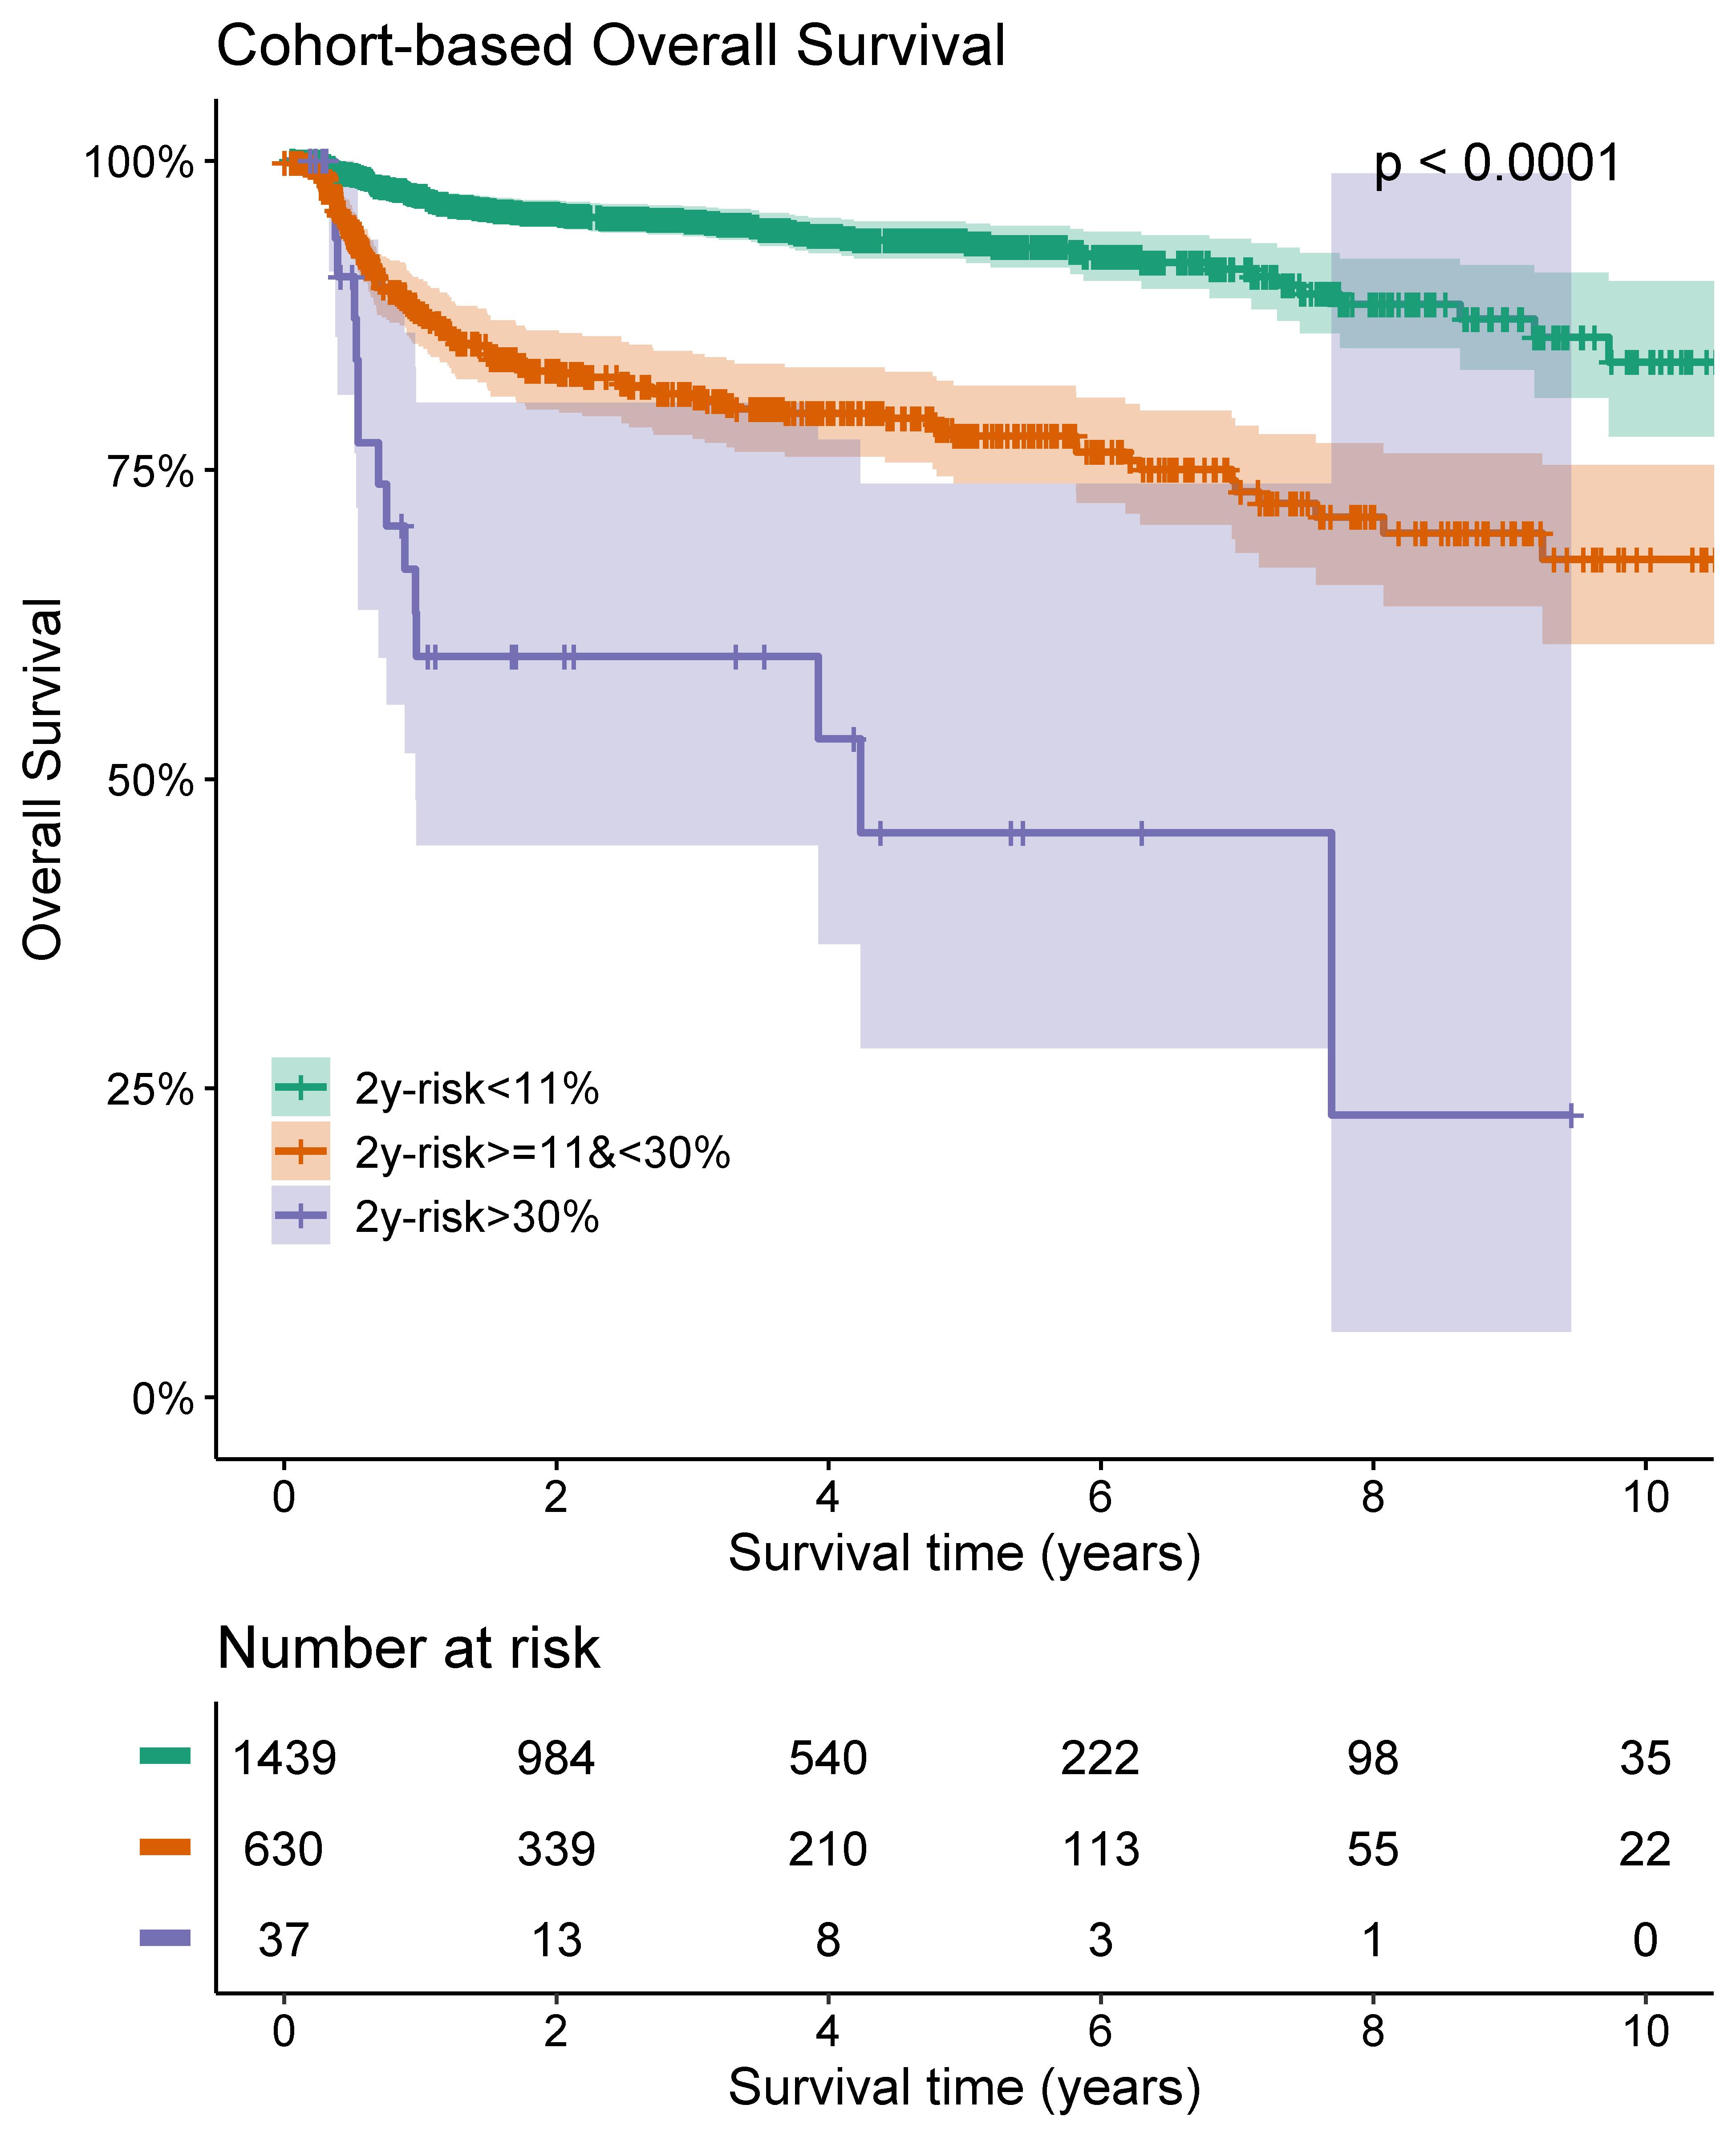 Cohort-based Overall Survival
p < 0.0001
100%
75%
50%
25%
0%
Overall Survival
2y-risk<11%
2y-risk>=11&<30%
2y-risk>30%
0 2 4 6 8 10
Survival time (years)
Number at risk
1439 984 540 222 98 35
630 339 210 113 55 22
37 13 8 3 1 0
0 2 4 6 8 10
Survival time (years)